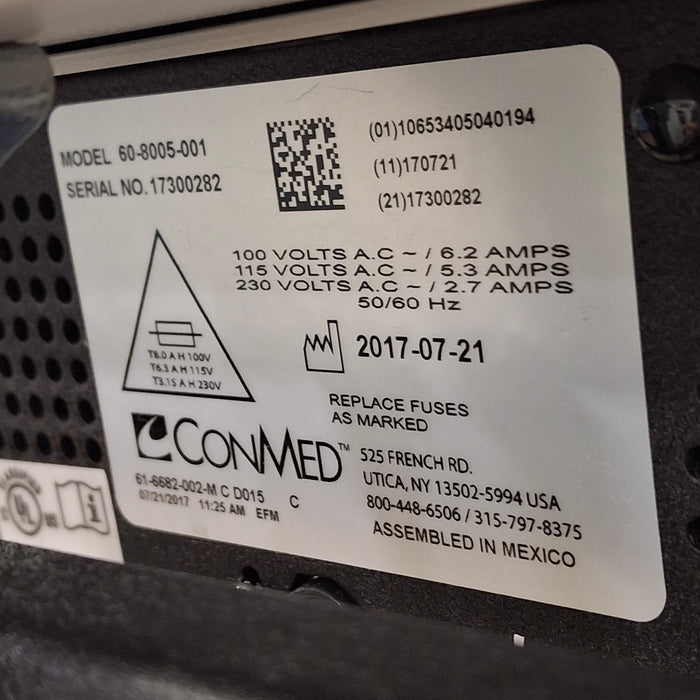 MODEL 60-8005-001
SERIAL NO. 17300282
(01)10653405040194
(11)170721
(21)17300282
100 VOLTS A.C ~ / 6.2 AMPS
115 VOLTS A.C ~ / 5.3 AMPS
230 VOLTS A.C ~ / 2.7 AMPS
50/60 Hz
T8.0 A H 100V
T6.3 A H 115V
T3.15 A H 230V
2017-07-21
REPLACE FUSES
AS MARKED
CONMED™
525 FRENCH RD.
UTICA, NY 13502-5994 USA
800-448-6506 / 315-797-8375
ASSEMBLED IN MEXICO
61-6682-002-M C D015 C
07/21/2017 11:25 AM EFM
UL